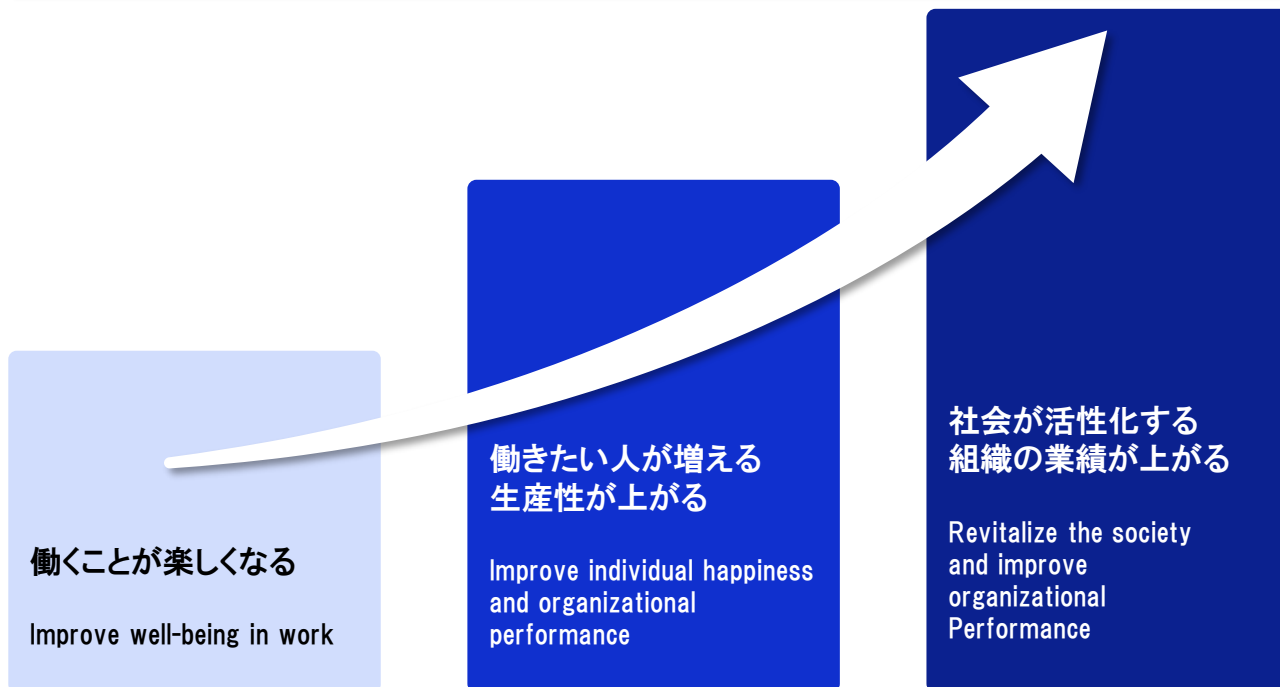 働くことが楽しくなる
Improve well-being in work
働きたい人が増える
生産性が上がる
Improve individual happiness
and organizational
performance
社会が活性化する
組織の業績が上がる
Revitalize the society
and improve
organizational
Performance